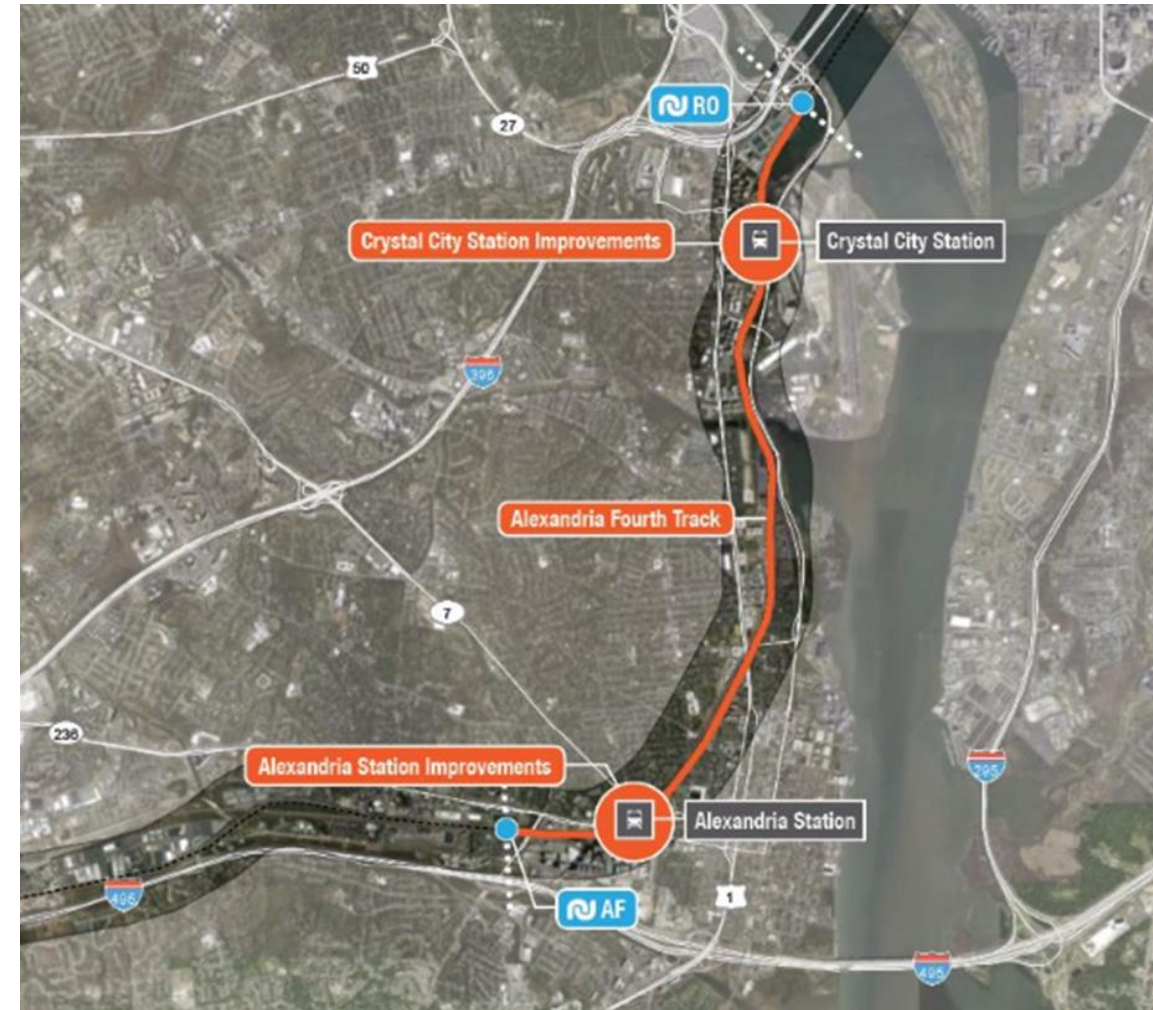 50
RO
27
Crystal City Station Improvements
Crystal City Station
395
Alexandria Fourth Track
7
236
Alexandria Station Improvements
295
Alexandria Station
495
1
AF
495